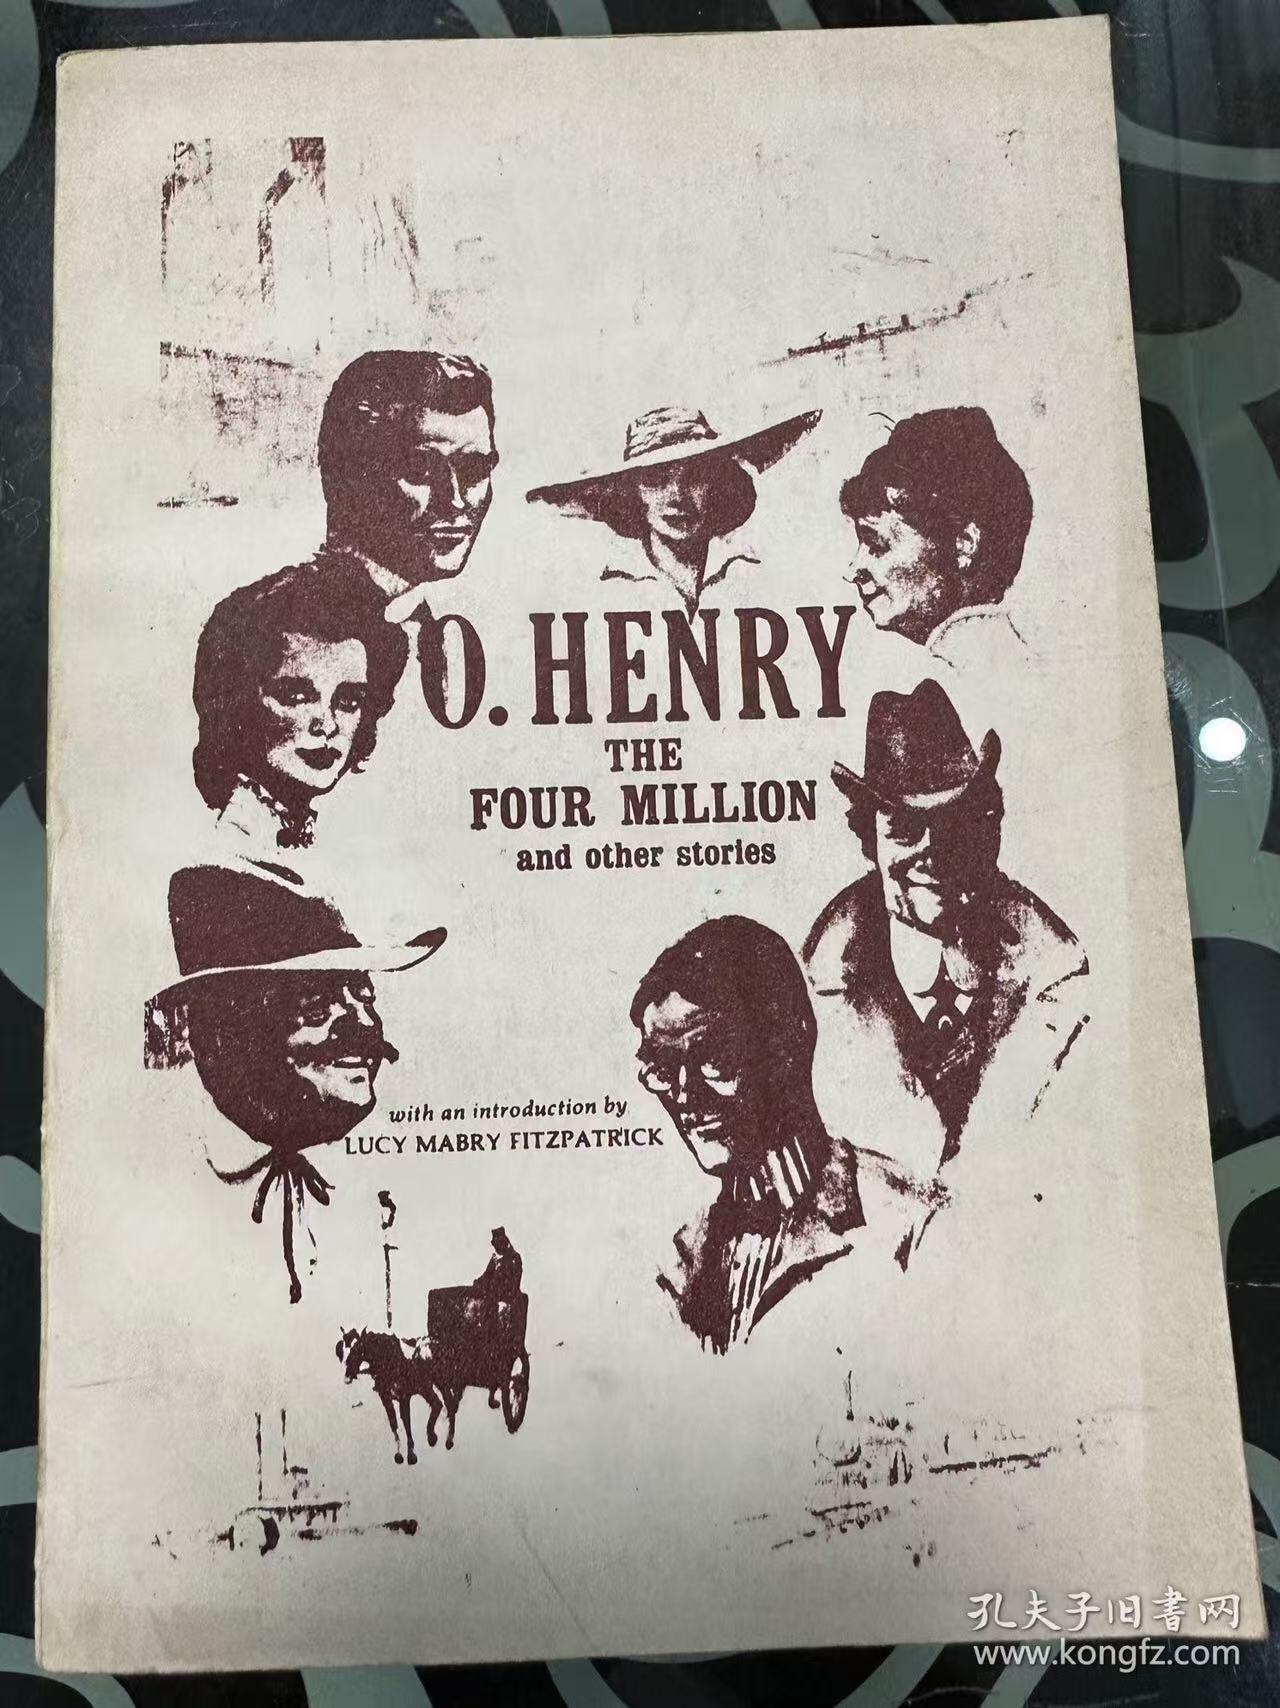 O. HENRY
THE
FOUR MILLION
and other stories
with an introduction by
LUCY MABRY FITZPATRICK
孔夫子旧書网
www.kongfz.com